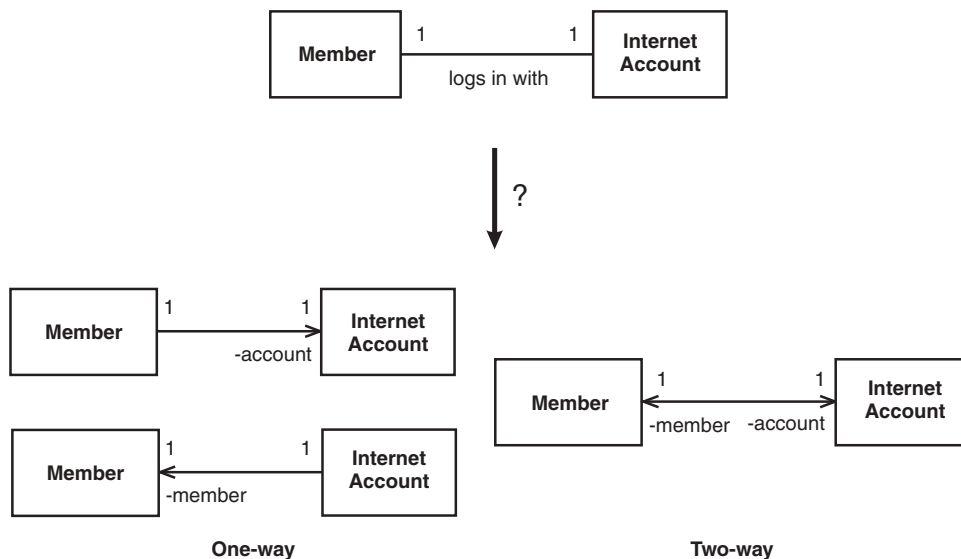 Member
1
1
logs in with
Internet
Account
?
Member
1
1
-account
Internet
Account
Member
1
1
-member
Internet
Account
One-way
Member
1
1
-member
-account
Internet
Account
Two-way